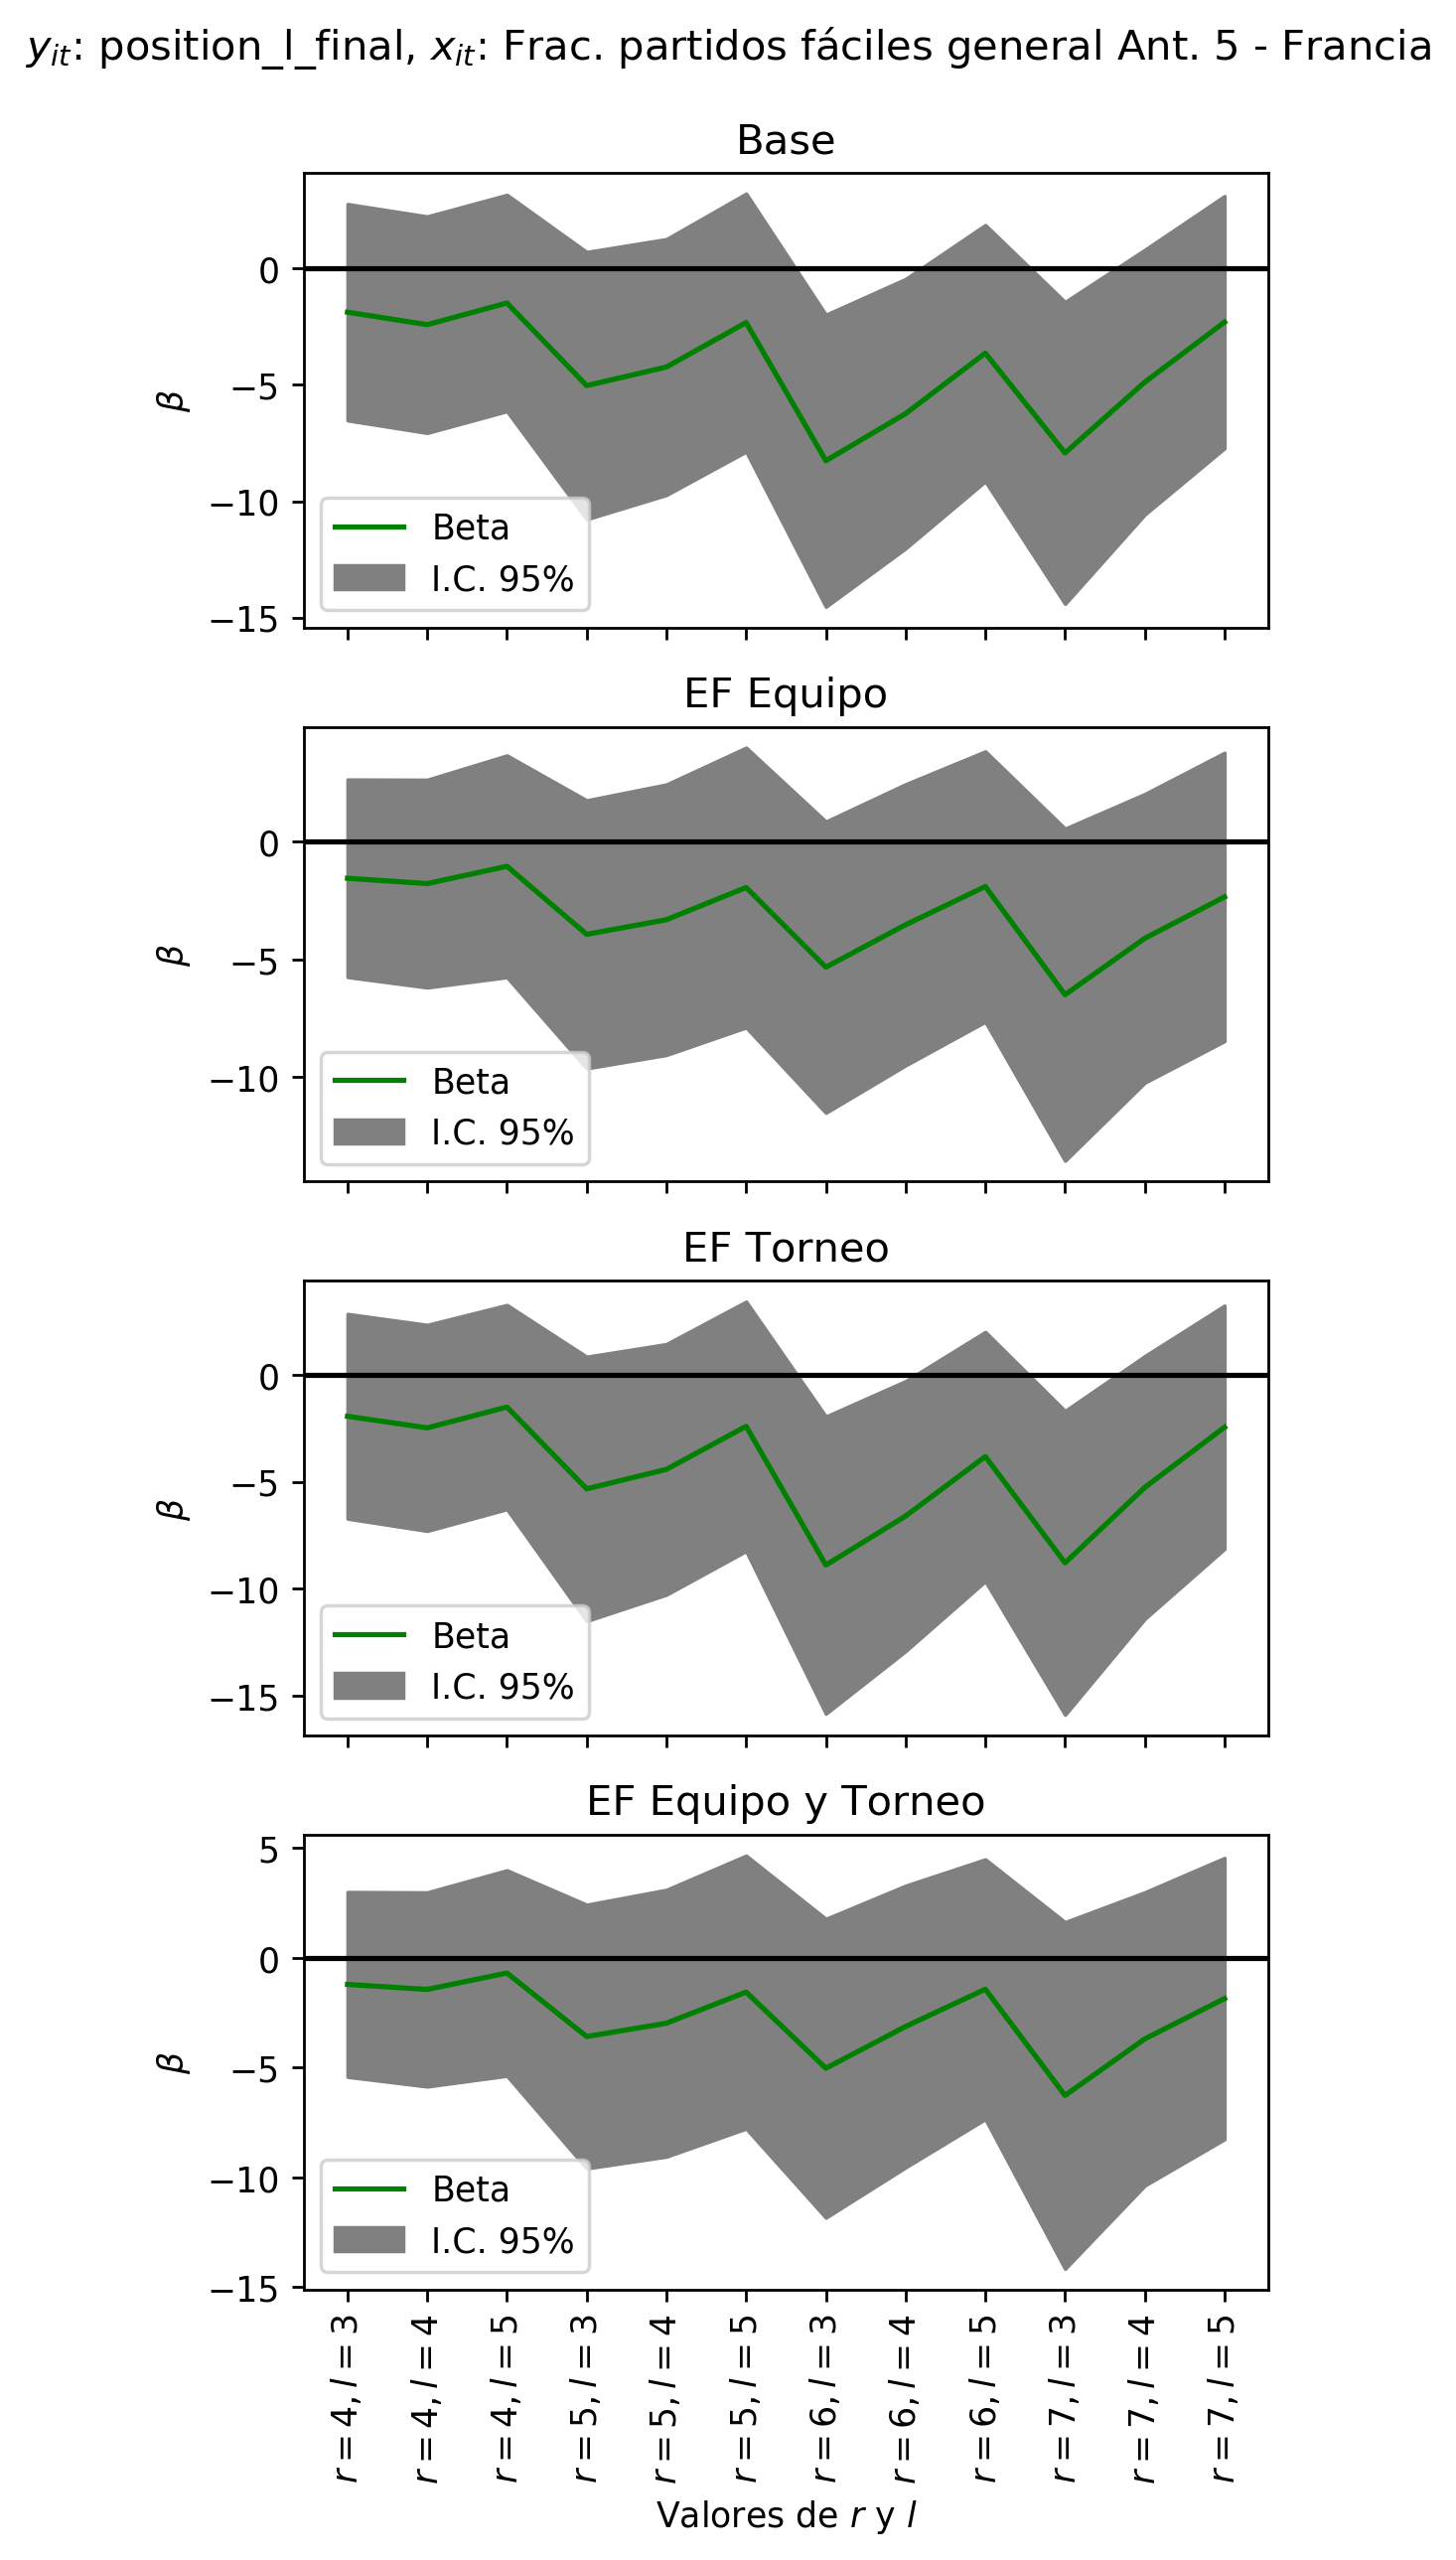 y_it: position_l_final, x_it: Frac. partidos fáciles general Ant. 5 - Francia
Base
0
−5
−10
−15
β
Beta
I.C. 95%
EF Equipo
0
−5
−10
β
Beta
I.C. 95%
EF Torneo
0
−5
−10
−15
β
Beta
I.C. 95%
EF Equipo y Torneo
5
0
−5
−10
−15
β
Beta
I.C. 95%
r = 4, l = 3
r = 4, l = 4
r = 4, l = 5
r = 5, l = 3
r = 5, l = 4
r = 5, l = 5
r = 6, l = 3
r = 6, l = 4
r = 6, l = 5
r = 7, l = 3
r = 7, l = 4
r = 7, l = 5
Valores de r y l